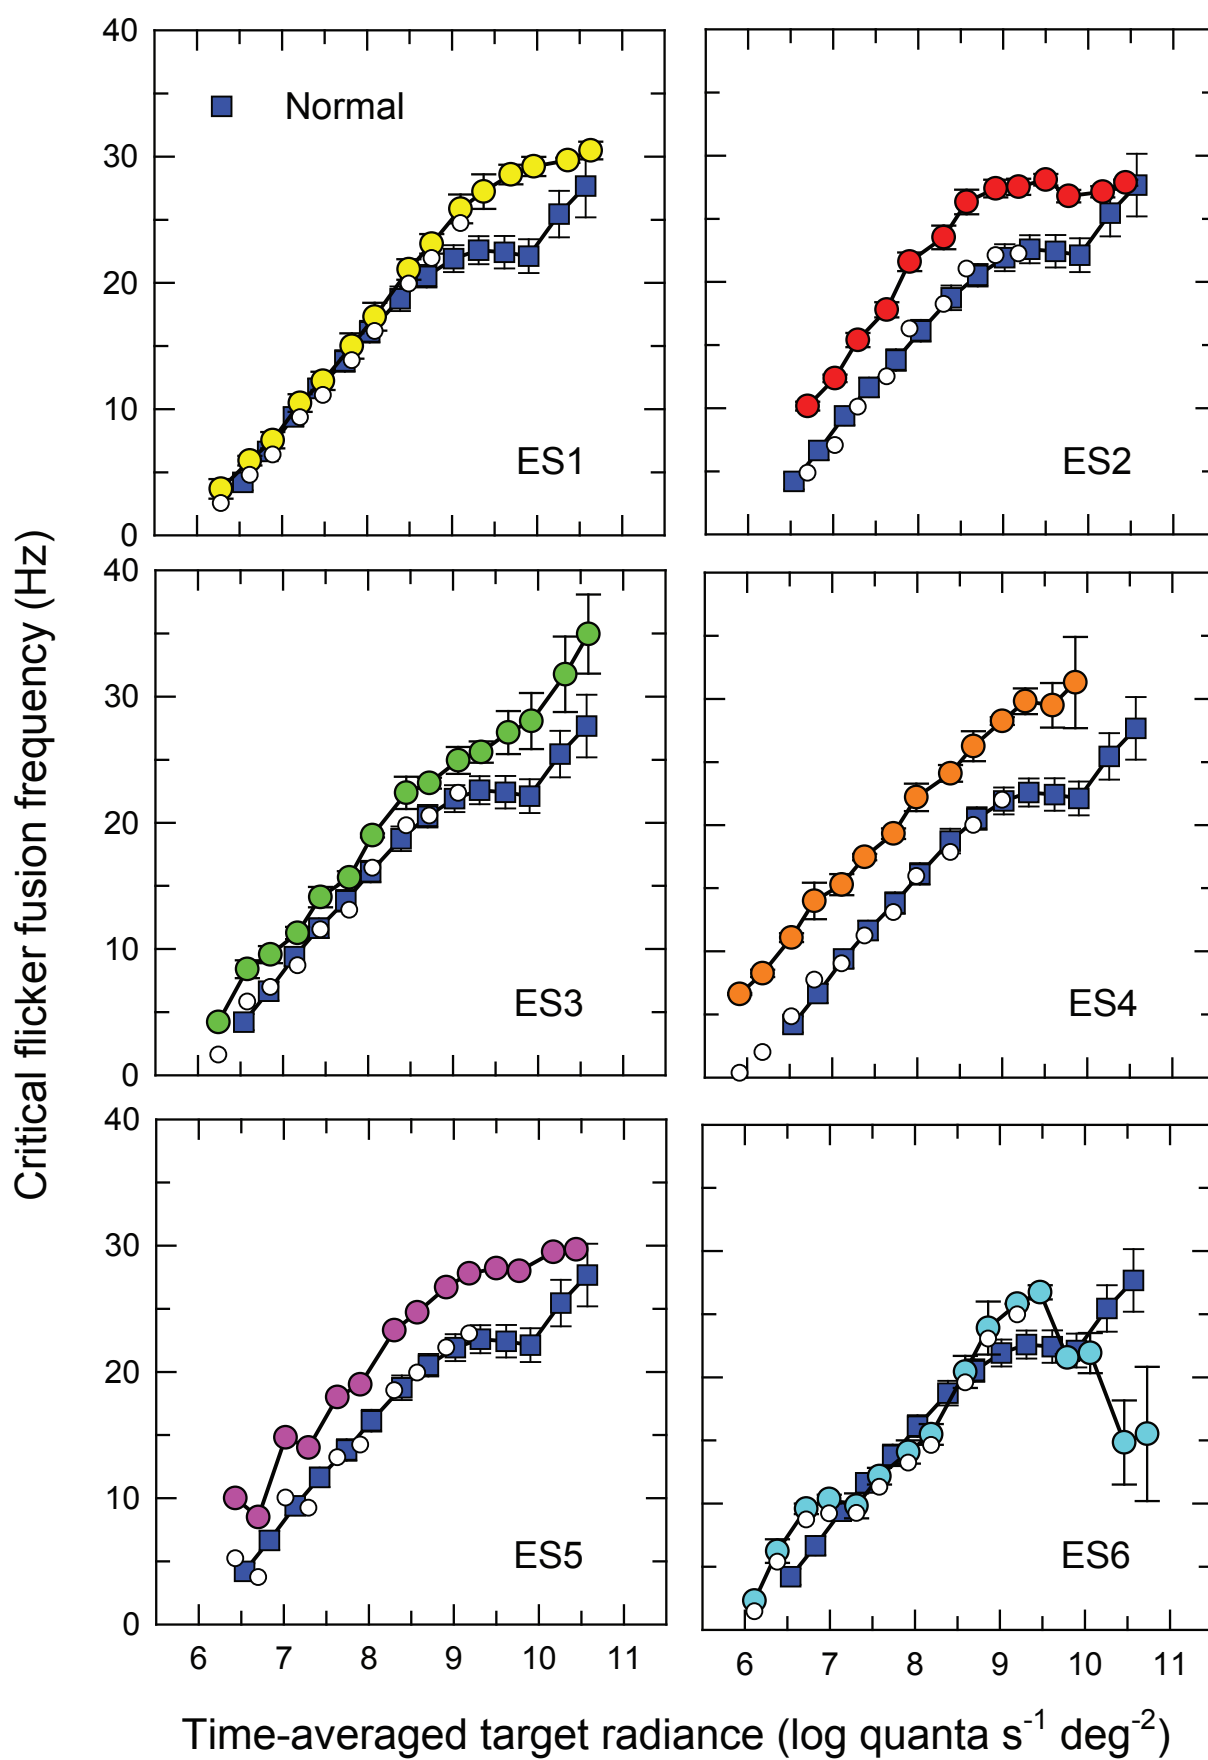 Critical flicker fusion frequency (Hz)
40
30
20
10
0
Normal
ES1
ES2
40
30
20
10
0
ES3
ES4
40
30
20
10
0
ES5
ES6
6 7 8 9 10 11
6 7 8 9 10 11
Time-averaged target radiance (log quanta s⁻¹ deg⁻²)